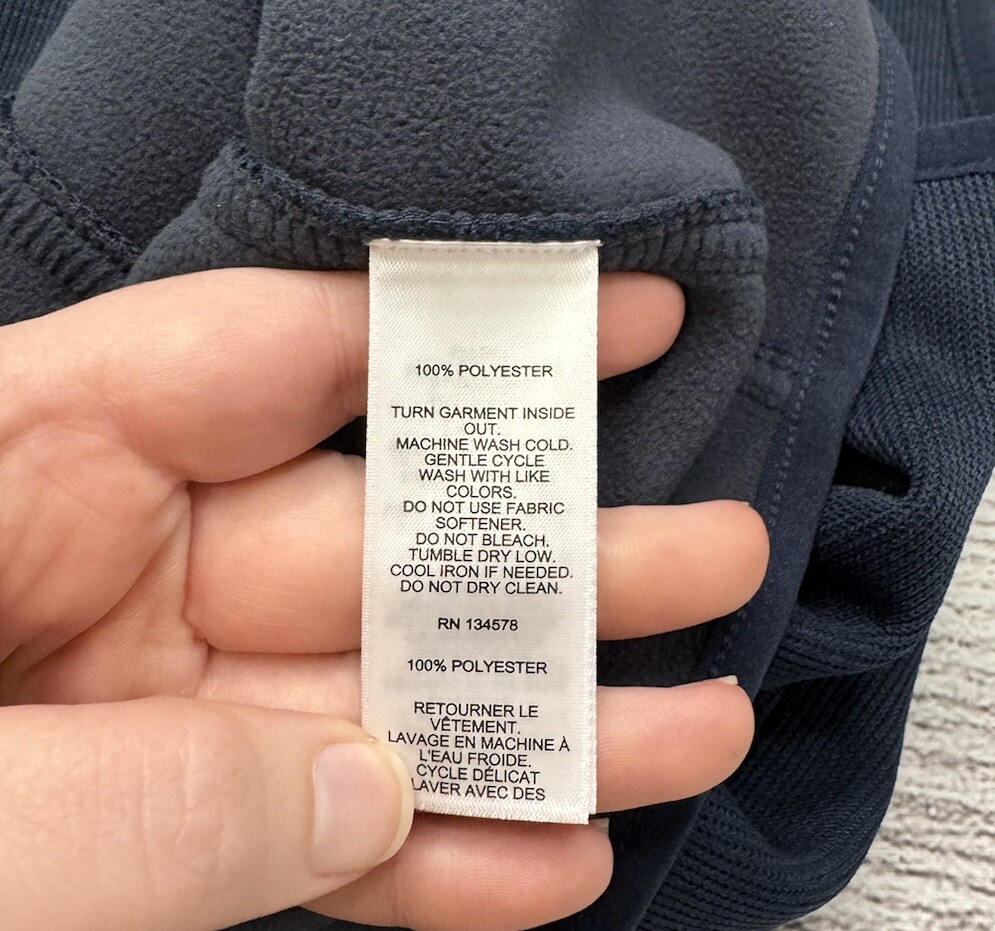 100% POLYESTER
TURN GARMENT INSIDE
OUT.
MACHINE WASH COLD.
GENTLE CYCLE
WASH WITH LIKE
COLORS.
DO NOT USE FABRIC
SOFTENER.
DO NOT BLEACH.
TUMBLE DRY LOW.
COOL IRON IF NEEDED.
DO NOT DRY CLEAN.
RN 134578
100% POLYESTER
RETOURNER LE
VÊTEMENT.
LAVAGE EN MACHINE À
L'EAU FROIDE.
CYCLE DÉLICAT
LAVER AVEC DES